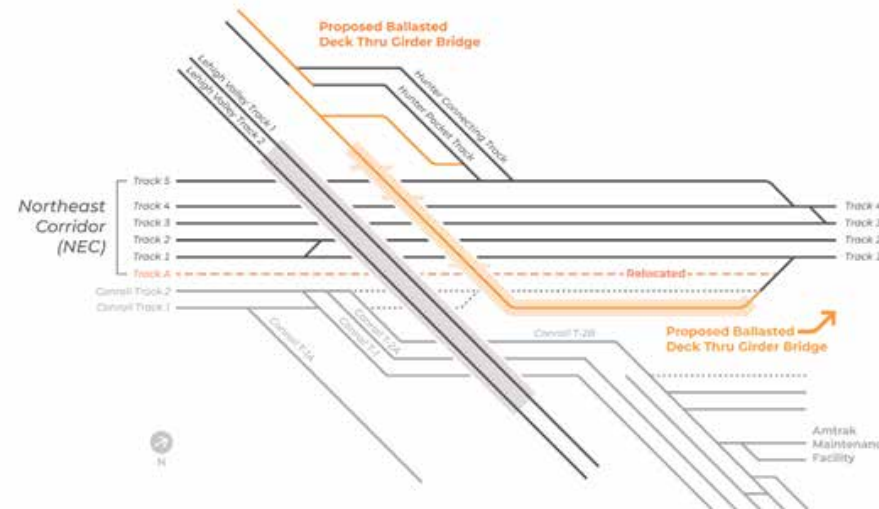 Proposed Ballasted
Deck Thru Girder Bridge
Lehigh Valley Track 1
Lehigh Valley Track 2
Hunter Connecting Track
Hunter Pocket Track
Northeast
Corridor
(NEC)
Track 5
Track 4
Track 3
Track 2
Track 1
Track A
Relocated
Track 4
Track 3
Track 2
Track 1
Conrail Track 2
Conrail Track 1
Conrail T-1A
Conrail T-1
Conrail T-2A
Conrail T-2B
Proposed Ballasted
Deck Thru Girder Bridge
Amtrak
Maintenance
Facility
N